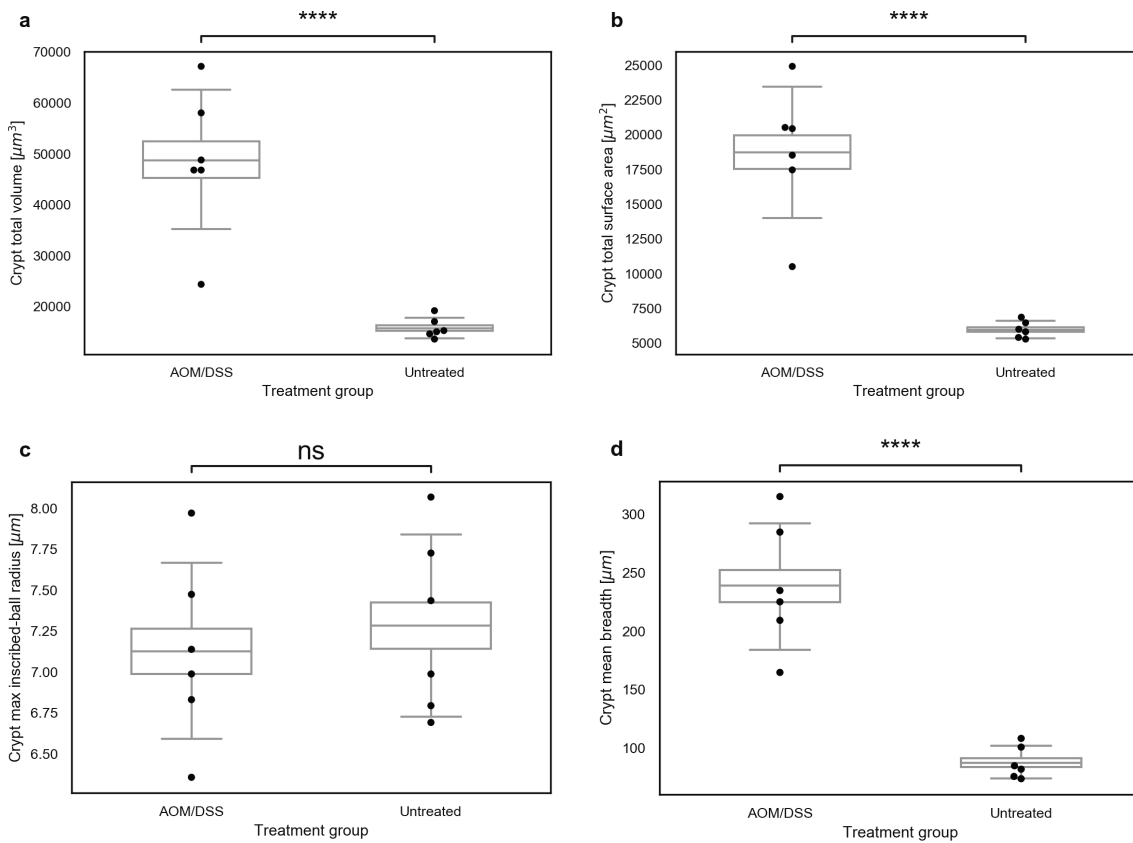 a
****
70000
60000
50000
40000
30000
20000
Crypt total volume [μm³]
AOM/DSS
Untreated
Treatment group
b
****
25000
22500
20000
17500
15000
12500
10000
7500
5000
Crypt total surface area [μm²]
AOM/DSS
Untreated
Treatment group
c
ns
8.00
7.75
7.50
7.25
7.00
6.75
6.50
Crypt max inscribed-ball radius [μm]
AOM/DSS
Untreated
Treatment group
d
****
300
250
200
150
100
Crypt mean breadth [μm]
AOM/DSS
Untreated
Treatment group